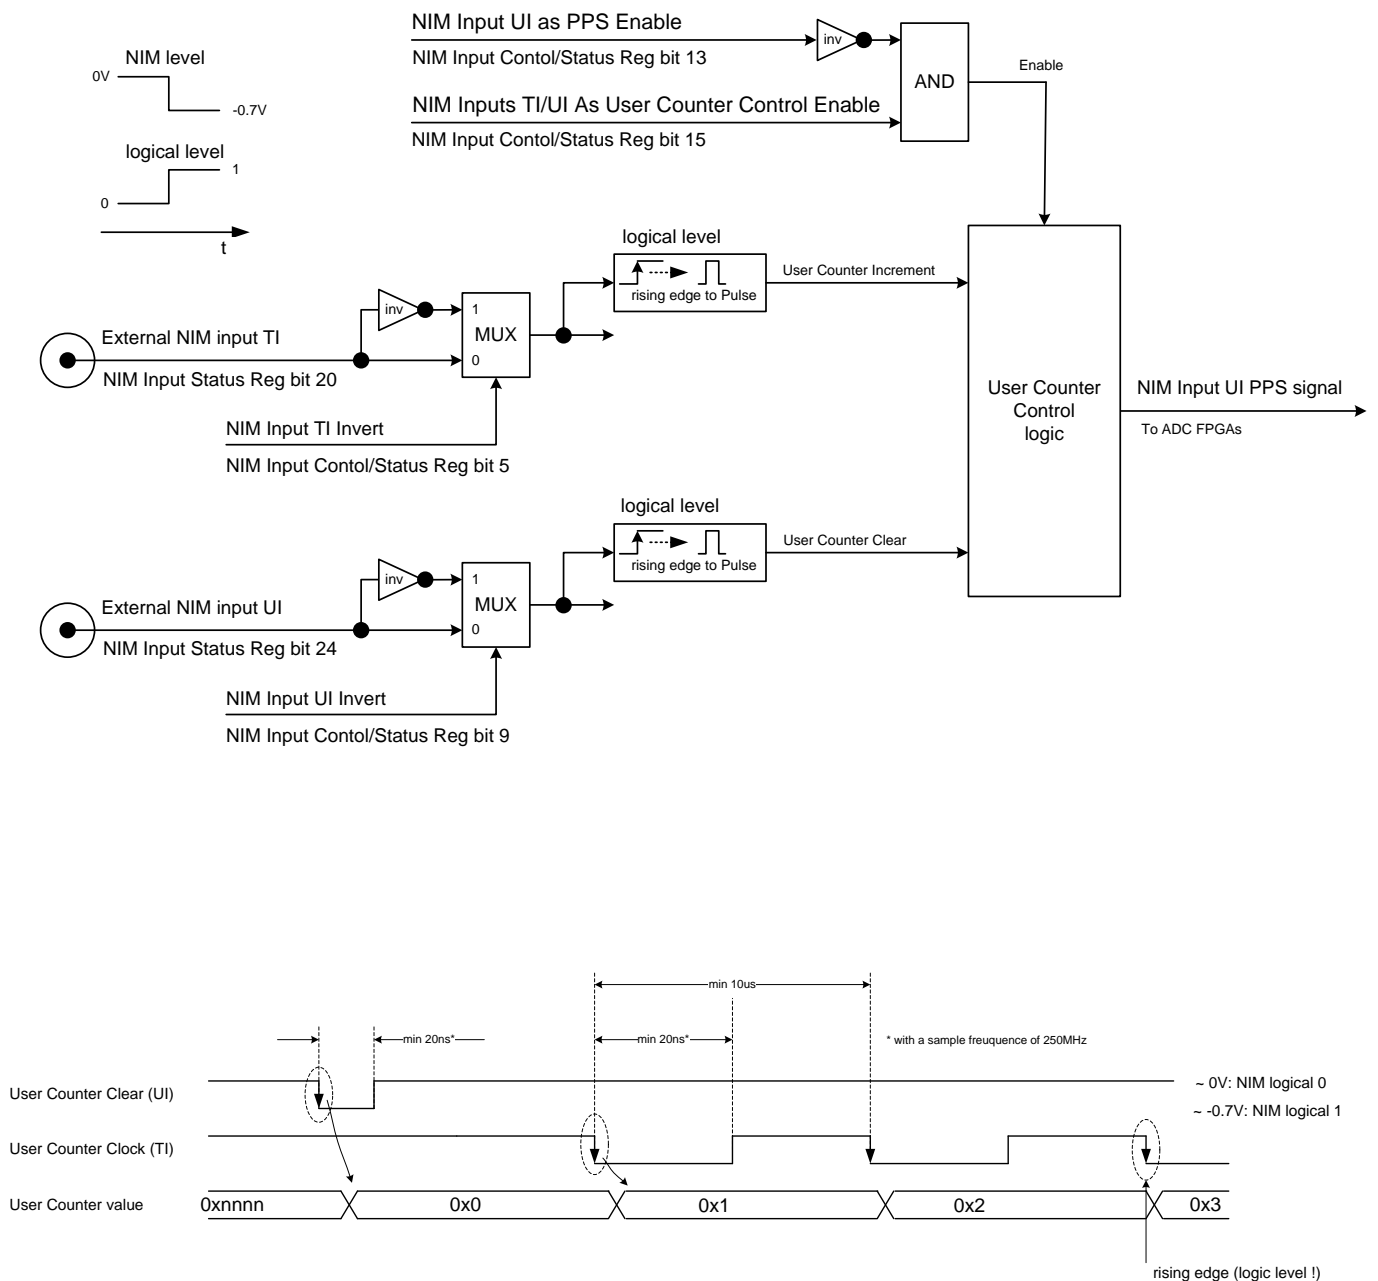 NIM Input UI as PPS Enable
inv
NIM Input Contol/Status Reg bit 13
NIM level
0V
-0.7V
Enable
AND
NIM Inputs TI/UI As User Counter Control Enable
NIM Input Contol/Status Reg bit 15
logical level
1
0
t
logical level
rising edge to Pulse
User Counter Increment
inv
1
MUX
0
External NIM input TI
NIM Input Status Reg bit 20
NIM Input TI Invert
NIM Input Contol/Status Reg bit 5
User Counter
Control
logic
NIM Input UI PPS signal
To ADC FPGAs
logical level
rising edge to Pulse
User Counter Clear
inv
1
MUX
0
External NIM input UI
NIM Input Status Reg bit 24
NIM Input UI Invert
NIM Input Contol/Status Reg bit 9
min 10us
min 20ns*
min 20ns*
* with a sample freuquence of 250MHz
User Counter Clear (UI)
~ 0V: NIM logical 0
~ -0.7V: NIM logical 1
User Counter Clock (TI)
User Counter value
0xnnnn
0x0
0x1
0x2
0x3
rising edge (logic level !)